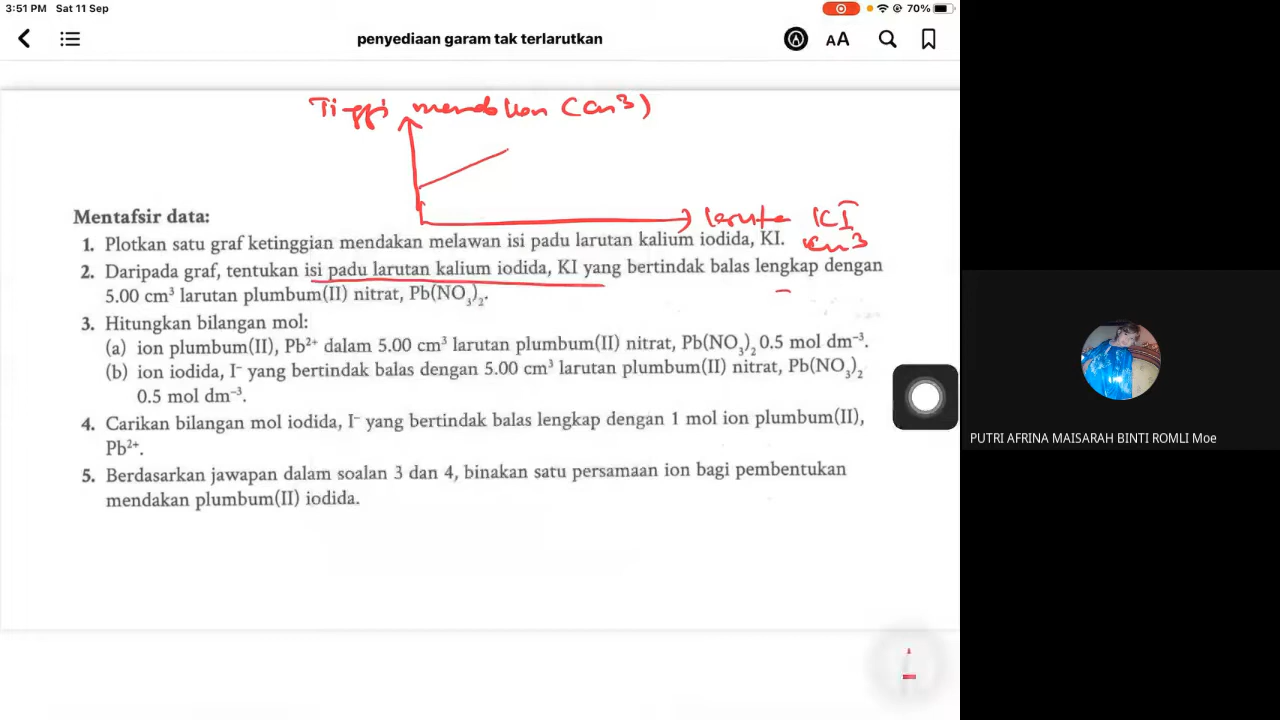 3:51 PM Sat 11 Sep
70%
penyediaan garam tak terlarutkan
AA
Tinggi mendakan (cm³)
larutan KI
cm³
Mentafsir data:
1. Plotkan satu graf ketinggian mendakan melawan isi padu larutan kalium iodida, KI.
2. Daripada graf, tentukan isi padu larutan kalium iodida, KI yang bertindak balas lengkap dengan
5.00 cm³ larutan plumbum(II) nitrat, Pb(NO₃)₂.
3. Hitungkan bilangan mol:
(a) ion plumbum(II), Pb²⁺ dalam 5.00 cm³ larutan plumbum(II) nitrat, Pb(NO₃)₂ 0.5 mol dm⁻³.
(b) ion iodida, I⁻ yang bertindak balas dengan 5.00 cm³ larutan plumbum(II) nitrat, Pb(NO₃)₂
0.5 mol dm⁻³.
4. Carikan bilangan mol iodida, I⁻ yang bertindak balas lengkap dengan 1 mol ion plumbum(II),
Pb²⁺.
5. Berdasarkan jawapan dalam soalan 3 dan 4, binakan satu persamaan ion bagi pembentukan
mendakan plumbum(II) iodida.
PUTRI AFRINA MAISARAH BINTI ROMLI Moe